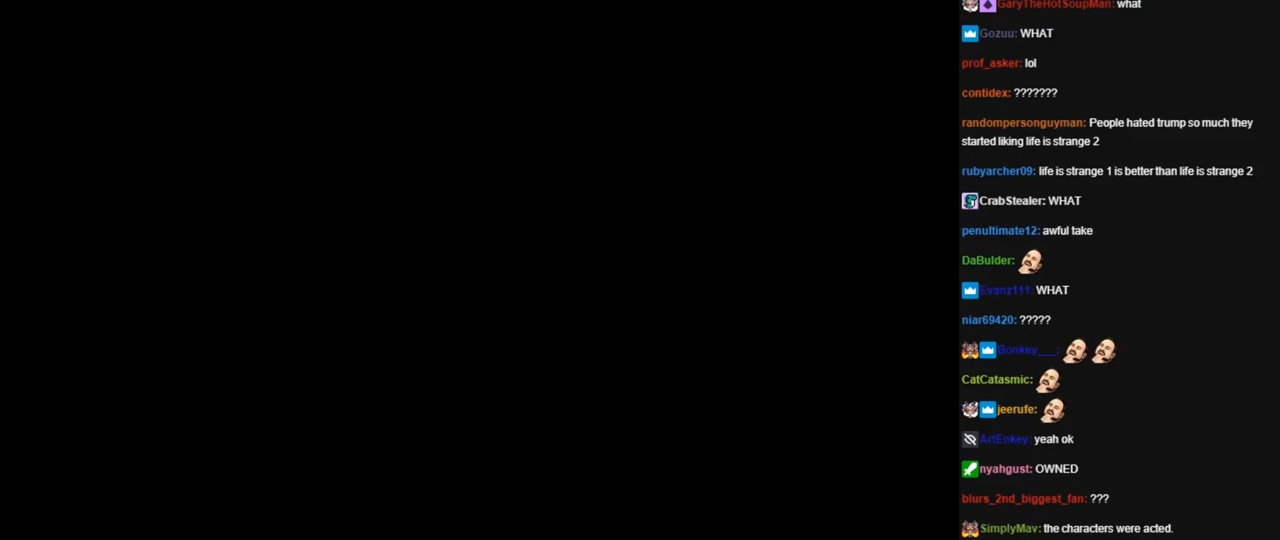 GaryTheHotSoupMan: what
Gozuu: WHAT
prof_asker: lol
contidex: ???????
randompersonguyman: People hated trump so much they
started liking life is strange 2
rubyarcher09: life is strange 1 is better than life is strange 2
CrabStealer: WHAT
penultimate12: awful take
DaBulder:
Evanz111: WHAT
niar69420: ?????
Bonkey___:
CatCatasmic:
jeerufe:
ArtEnkey: yeah ok
nyahgust: OWNED
blurs_2nd_biggest_fan: ???
SimplyMav: the characters were acted.